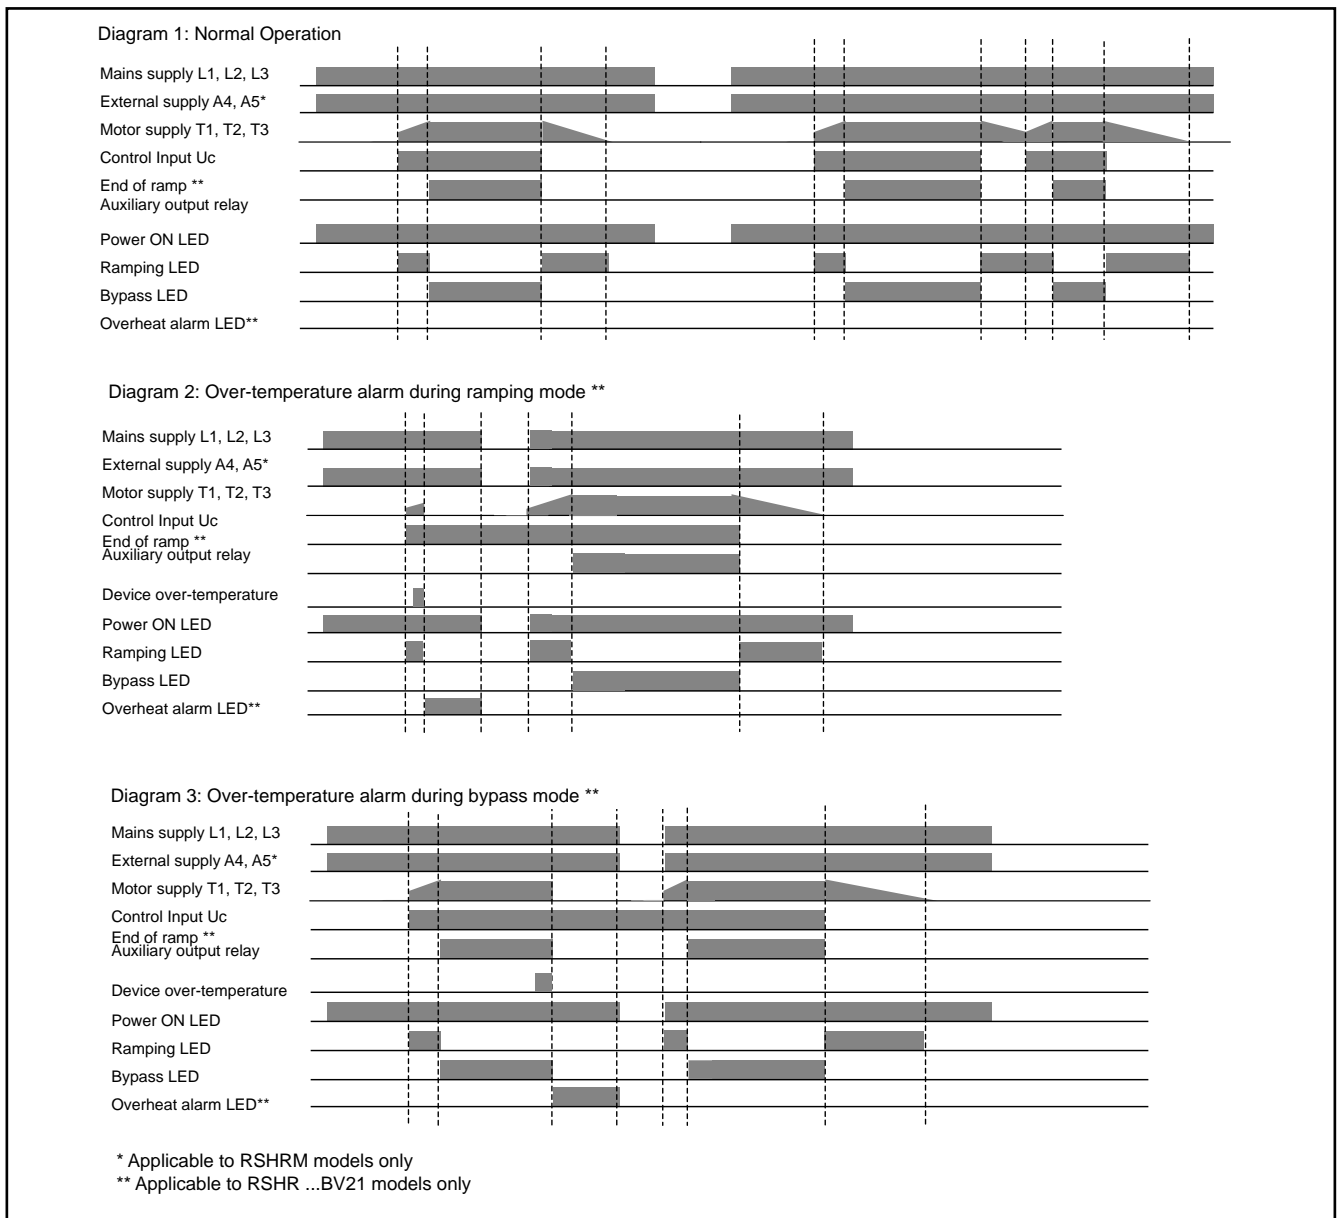 Diagram 1: Normal Operation
Mains supply L1, L2, L3
External supply A4, A5*
Motor supply T1, T2, T3
Control Input Uc
End of ramp **
Auxiliary output relay
Power ON LED
Ramping LED
Bypass LED
Overheat alarm LED**
Diagram 2: Over-temperature alarm during ramping mode **
Mains supply L1, L2, L3
External supply A4, A5*
Motor supply T1, T2, T3
Control Input Uc
End of ramp **
Auxiliary output relay
Device over-temperature
Power ON LED
Ramping LED
Bypass LED
Overheat alarm LED**
Diagram 3: Over-temperature alarm during bypass mode **
Mains supply L1, L2, L3
External supply A4, A5*
Motor supply T1, T2, T3
Control Input Uc
End of ramp **
Auxiliary output relay
Device over-temperature
Power ON LED
Ramping LED
Bypass LED
Overheat alarm LED**
* Applicable to RSHRM models only
** Applicable to RSHR ...BV21 models only